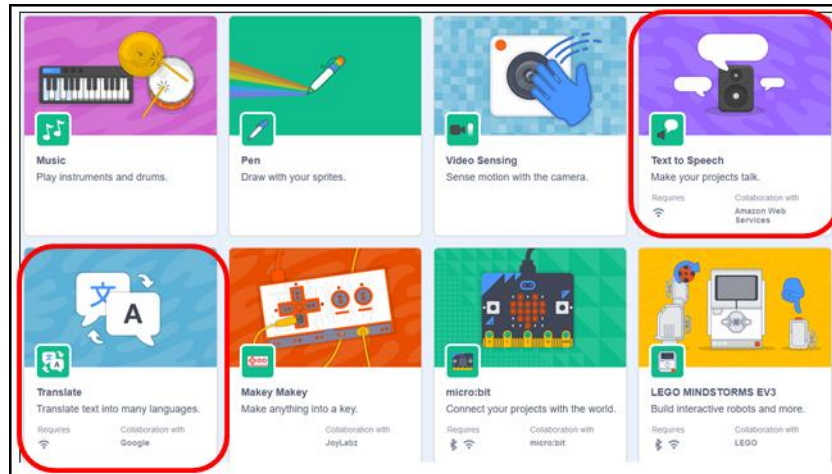 Music
Play instruments and drums.
Pen
Draw with your sprites.
Video Sensing
Sense motion with the camera.
Text to Speech
Make your projects talk.
Requires
Collaboration with
Amazon Web
Services
文
A
Translate
Translate text into many languages.
Requires
Collaboration with
Google
Makey Makey
Make anything into a key.
Collaboration with
JoyLabz
micro:bit
Connect your projects with the world.
Requires
Collaboration with
micro:bit
LEGO MINDSTORMS EV3
Build interactive robots and more.
Requires
Collaboration with
LEGO